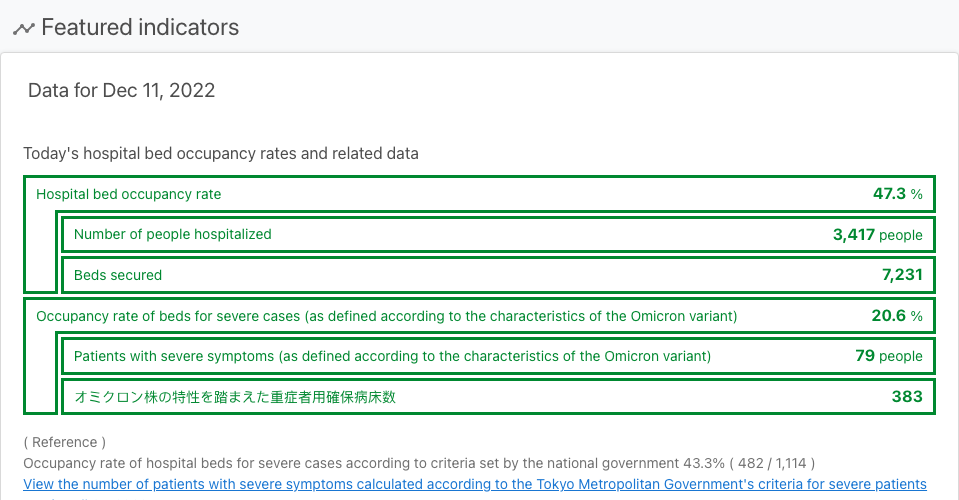 Featured indicators
Data for Dec 11, 2022
Today's hospital bed occupancy rates and related data
Hospital bed occupancy rate 47.3 %
Number of people hospitalized 3,417 people
Beds secured 7,231
Occupancy rate of beds for severe cases (as defined according to the characteristics of the Omicron variant) 20.6 %
Patients with severe symptoms (as defined according to the characteristics of the Omicron variant) 79 people
オミクロン株の特性を踏まえた重症者用確保病床数 383
( Reference )
Occupancy rate of hospital beds for severe cases according to criteria set by the national government 43.3% ( 482 / 1,114 )
View the number of patients with severe symptoms calculated according to the Tokyo Metropolitan Government's criteria for severe patients